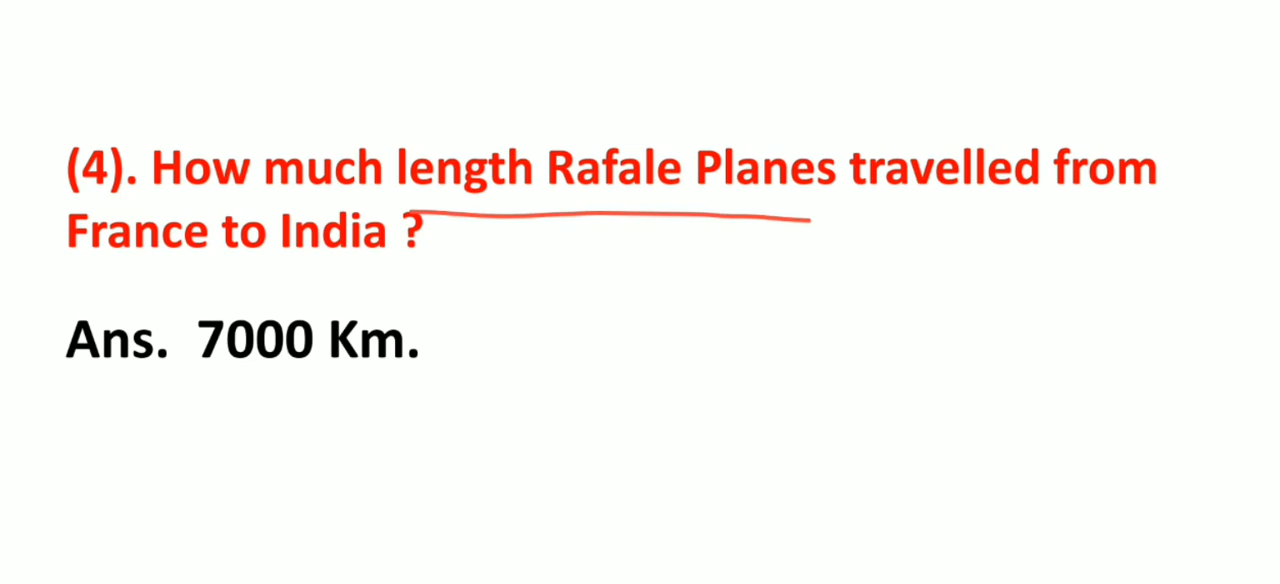 (4). How much length Rafale Planes travelled from
France to India ?
Ans. 7000 Km.